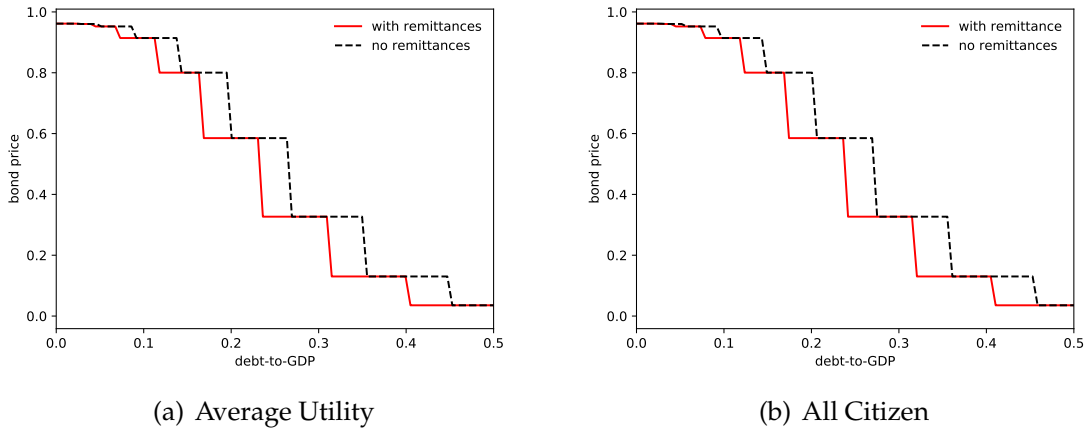 with remittances
no remittances
1.0
0.8
0.6
0.4
0.2
0.0
bond price
0.0 0.1 0.2 0.3 0.4 0.5
debt-to-GDP
(a) Average Utility
with remittance
no remittances
1.0
0.8
0.6
0.4
0.2
0.0
bond price
0.0 0.1 0.2 0.3 0.4 0.5
debt-to-GDP
(b) All Citizen